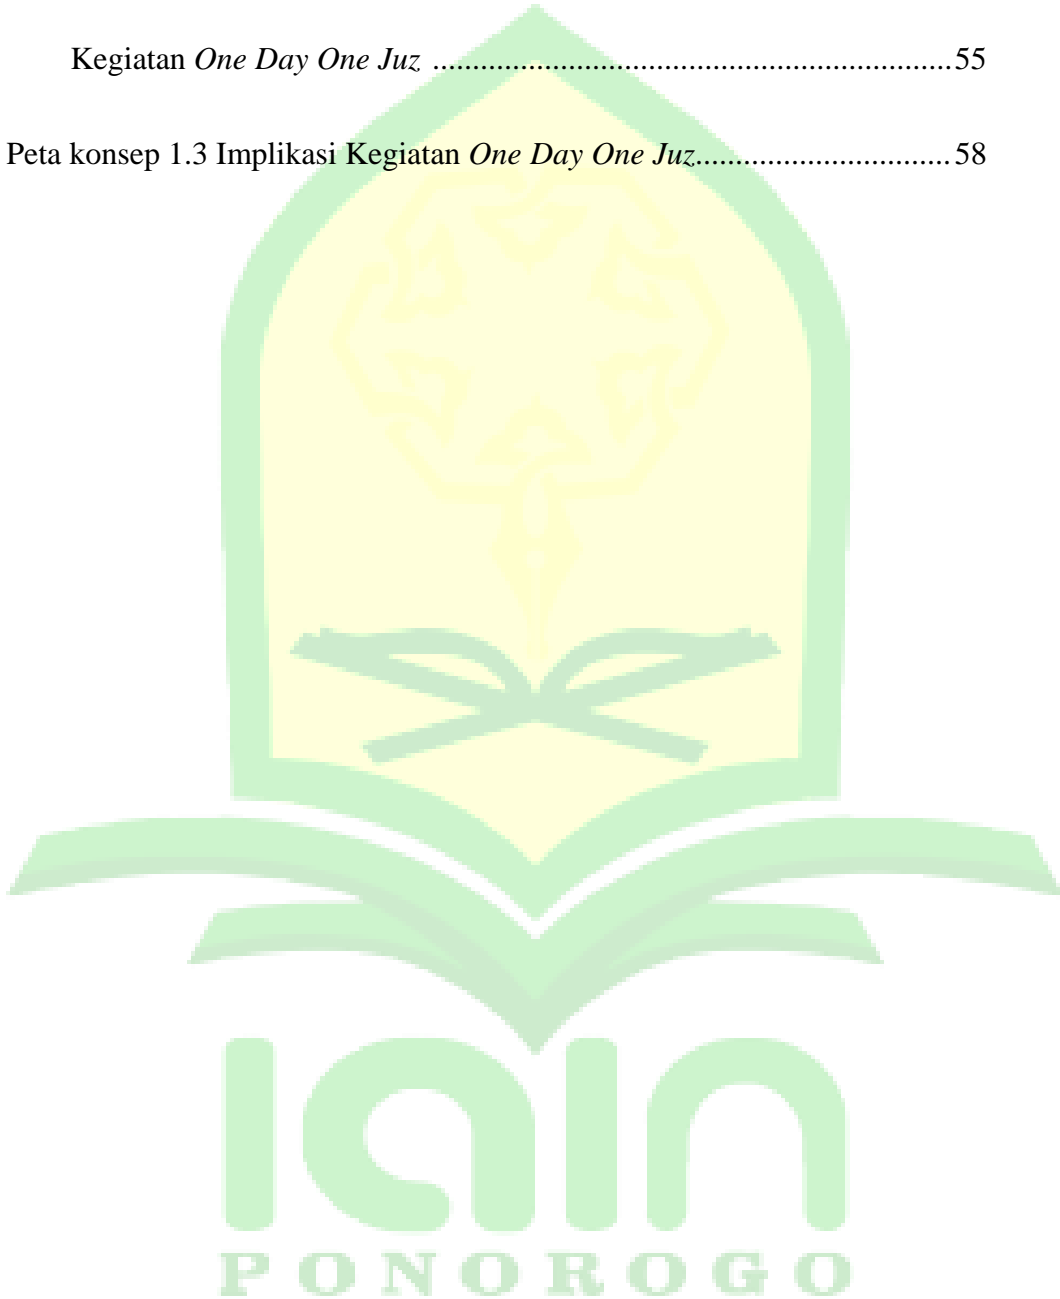 Kegiatan One Day One Juz ................................................................. 55
Peta konsep 1.3 Implikasi Kegiatan One Day One Juz................................ 58
IAIN
PONOROGO